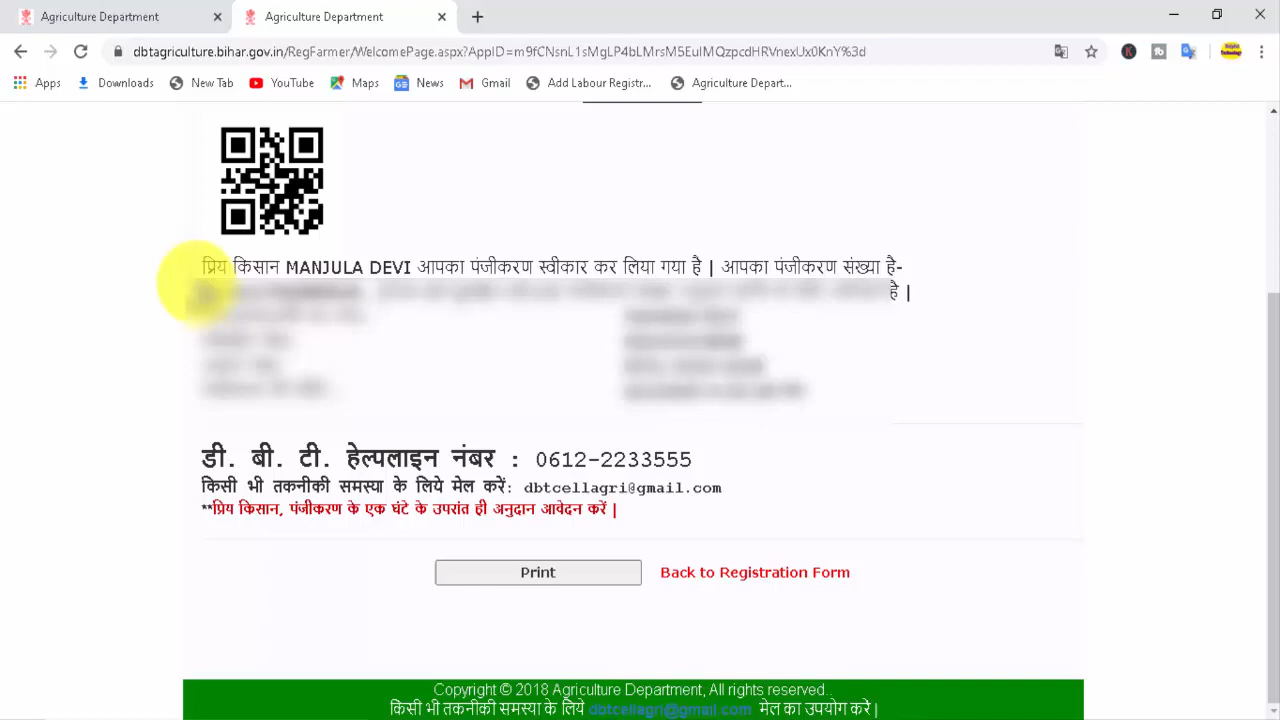 Agriculture Department
Agriculture Department
dbtagriculture.bihar.gov.in/RegFarmer/WelcomePage.aspx?AppID=m9fCNsnL1sMgLP4bLMrsM5EuIMQzpcdHRVnexUx0KnY%3d
Apps Downloads New Tab YouTube Maps News Gmail Add Labour Registr... Agriculture Depart...
प्रिय किसान MANJULA DEVI आपका पंजीकरण स्वीकार कर लिया गया है | आपका पंजीकरण संख्या है-
है |
डी. बी. टी. हेल्पलाइन नंबर : 0612-2233555
किसी भी तकनीकी समस्या के लिये मेल करें: dbtcellagri@gmail.com
**प्रिय किसान, पंजीकरण के एक घंटे के उपरांत ही अनुदान आवेदन करें |
Print Back to Registration Form
Copyright © 2018 Agriculture Department, All rights reserved..
किसी भी तकनीकी समस्या के लिये dbtcellagri@gmail.com मेल का उपयोग करें |